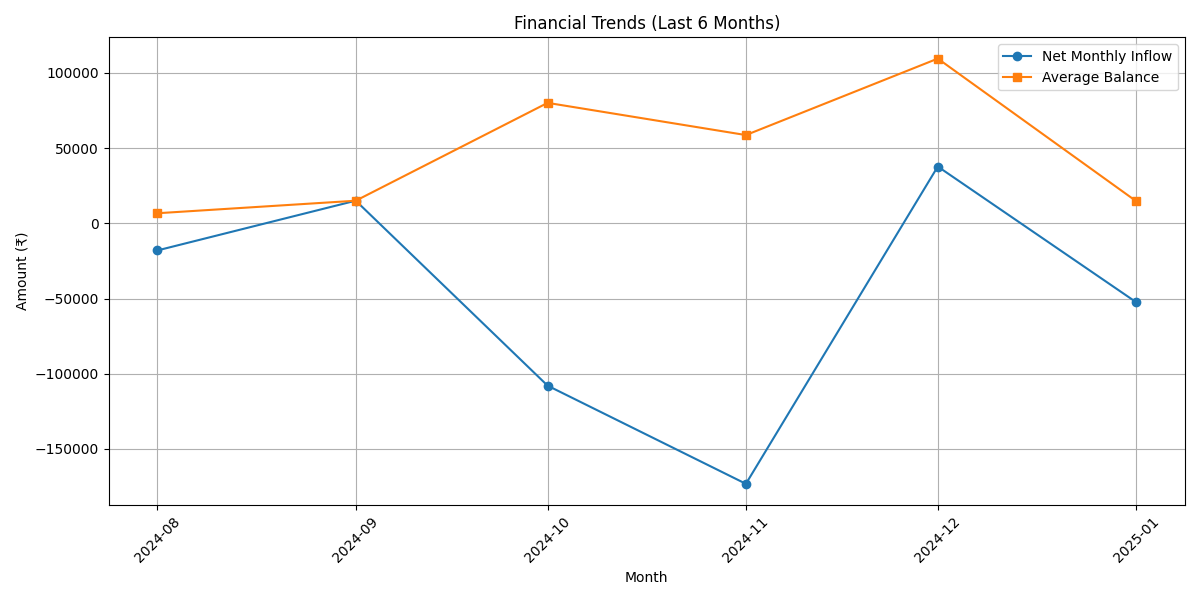 Financial Trends (Last 6 Months)
Net Monthly Inflow
Average Balance
Amount (₹)
100000
50000
0
−50000
−100000
−150000
2024-08
2024-09
2024-10
2024-11
2024-12
2025-01
Month